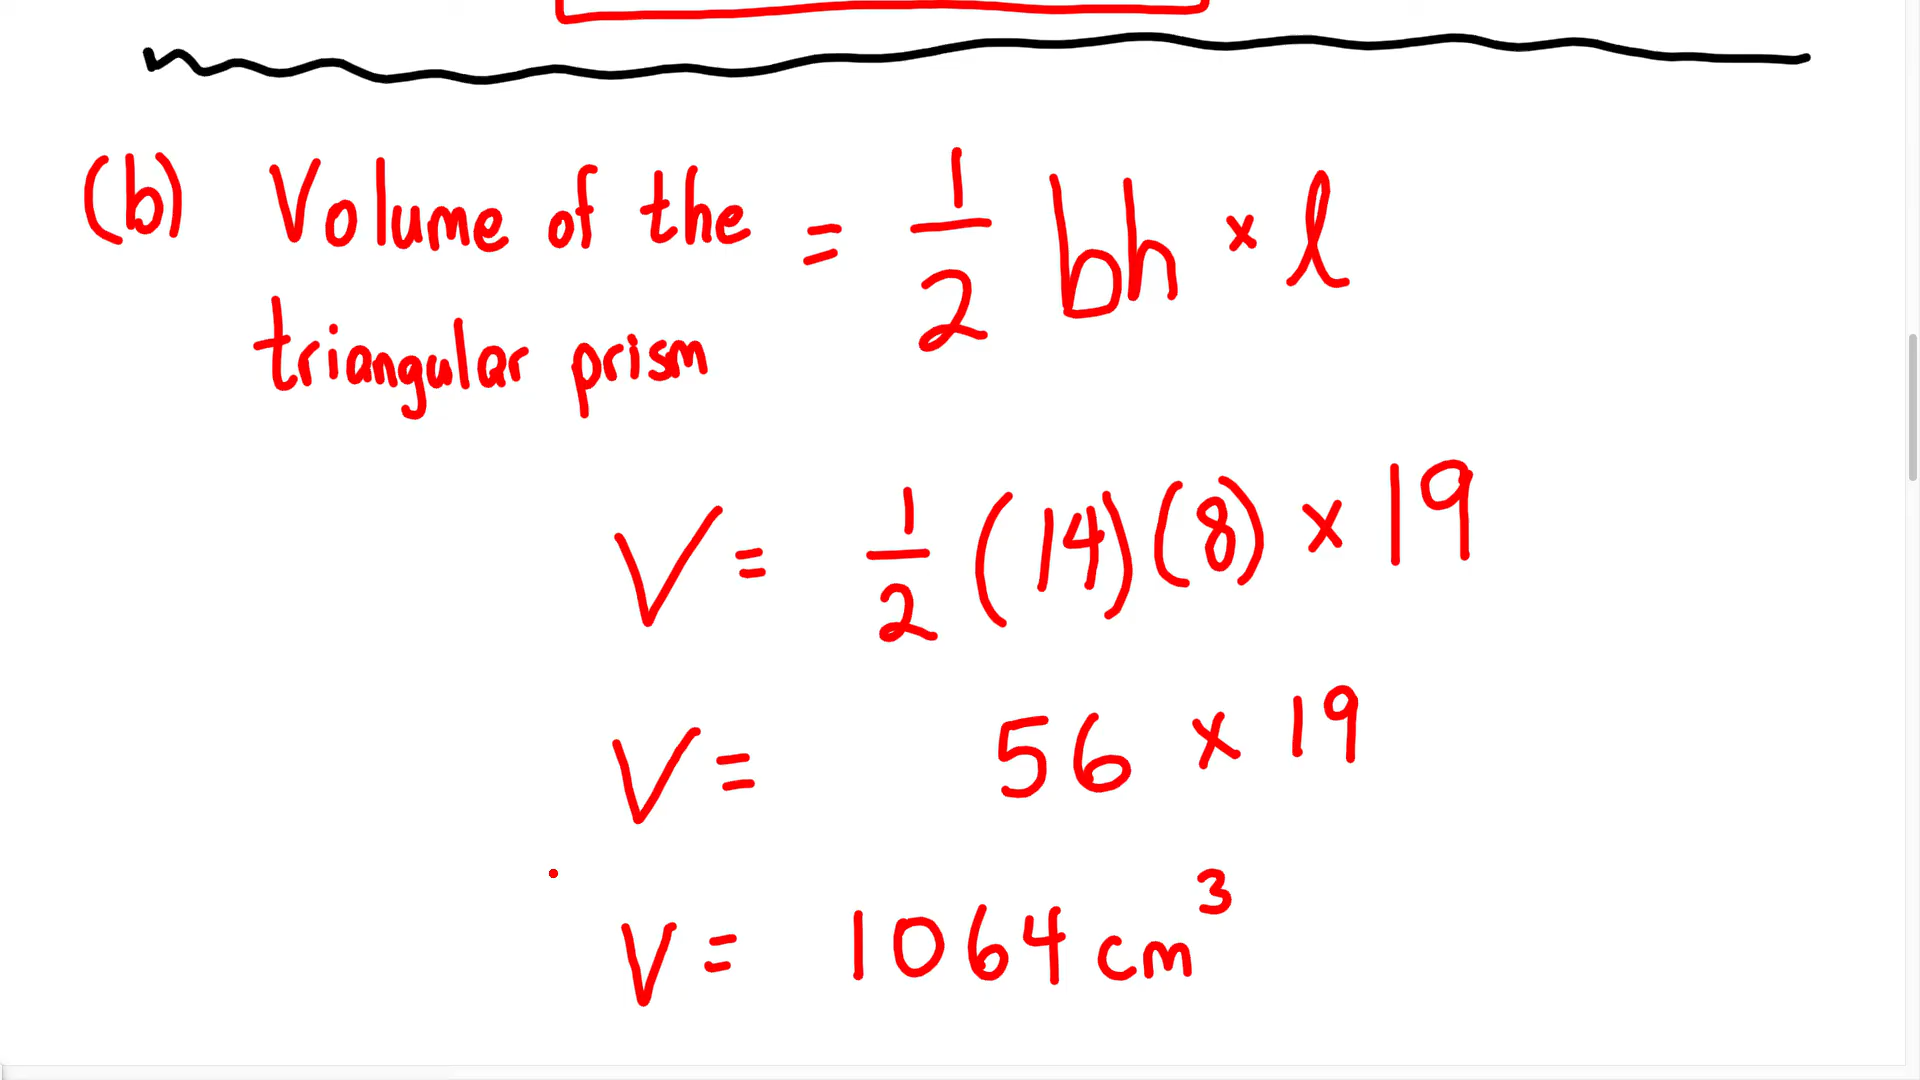 (b) Volume of the = 1/2 bh × l
triangular prism
V = 1/2 (14)(8) × 19
V = 56 × 19
V = 1064 cm³